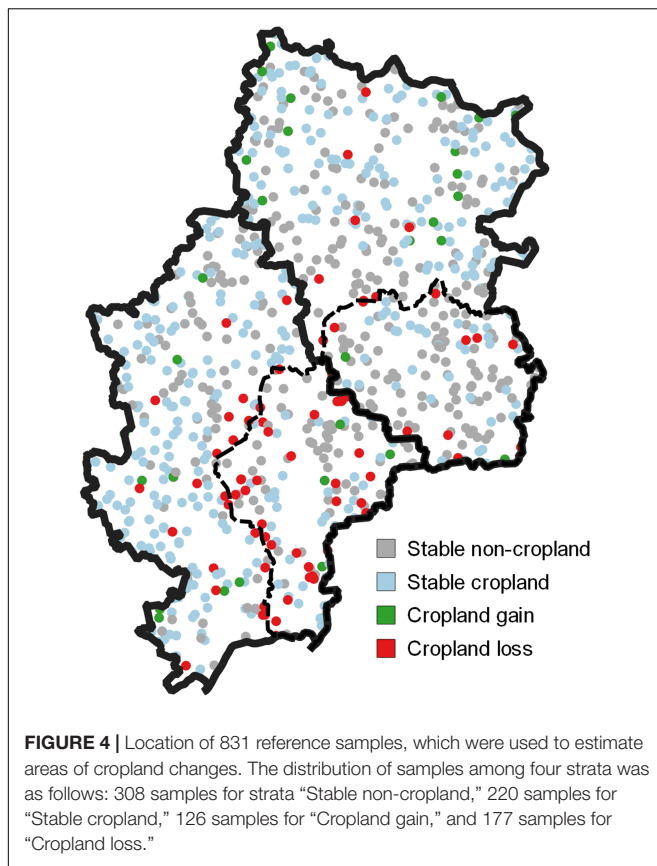 Stable non-cropland
Stable cropland
Cropland gain
Cropland loss
FIGURE 4 | Location of 831 reference samples, which were used to estimate
areas of cropland changes. The distribution of samples among four strata was
as follows: 308 samples for strata “Stable non-cropland,” 220 samples for
“Stable cropland,” 126 samples for “Cropland gain,” and 177 samples for
“Cropland loss.”